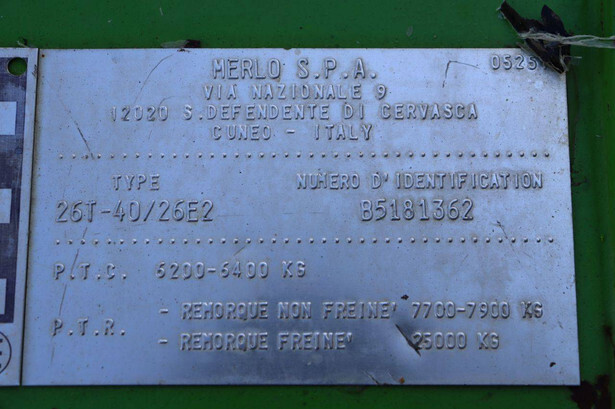 MERLO S.P.A.
VIA NAZIONALE 9
12020 S.DEFENDENTE DI CERVASCA
CUNEO - ITALY
TYPE NUMERO D'IDENTIFICATION
26T-40/26E2 B5181362
P.T.C. 6200-6400 KG
- REMORQUE NON FREINE' 7700-7900 KG
P.T.R.
- REMORQUE FREINE' 25000 KG